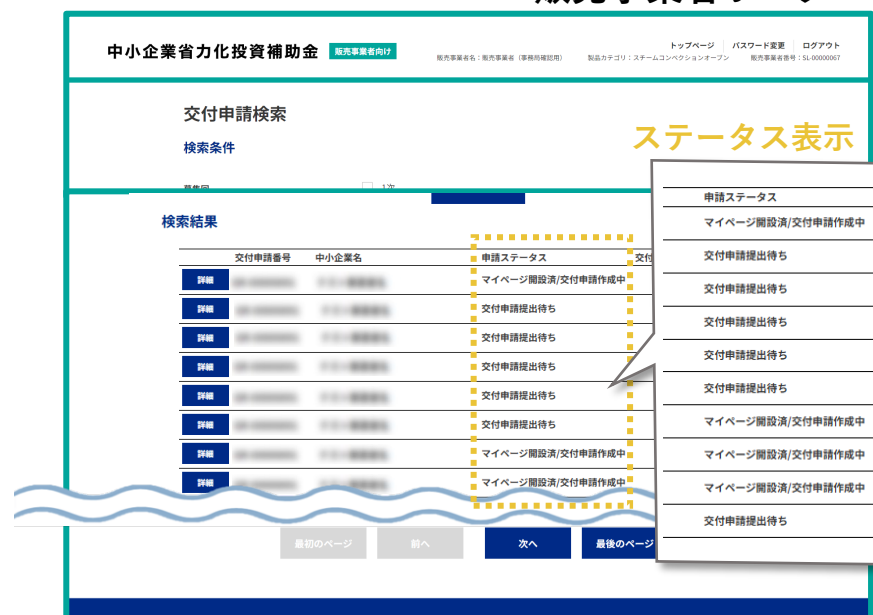 中小企業省力化投資補助金 販売事業者向け
トップページ パスワード変更 ログアウト
販売事業者名：販売事業者（事務局確認用） 製品カテゴリ：スチームコンベクションオーブン 販売事業者番号：SL-00000067
交付申請検索
検索条件
ステータス表示
検索結果
交付申請番号 中小企業名 申請ステータス 交付
詳細 マイページ開設済/交付申請作成中
詳細 交付申請提出待ち
詳細 交付申請提出待ち
詳細 交付申請提出待ち
詳細 交付申請提出待ち
詳細 交付申請提出待ち
詳細 マイページ開設済/交付申請作成中
詳細 マイページ開設済/交付申請作成中
申請ステータス
マイページ開設済/交付申請作成中
交付申請提出待ち
交付申請提出待ち
交付申請提出待ち
交付申請提出待ち
交付申請提出待ち
マイページ開設済/交付申請作成中
マイページ開設済/交付申請作成中
マイページ開設済/交付申請作成中
交付申請提出待ち
最初のページ 前へ 次へ 最後のページ